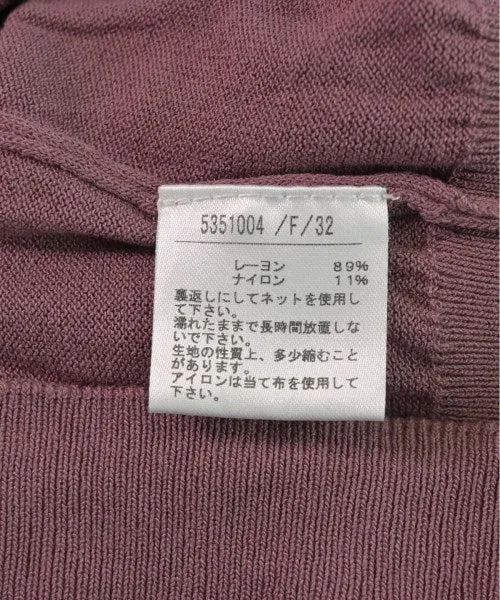 5351004 /F/32
レーヨン 89%
ナイロン 11%
裏返しにしてネットを使用し
て下さい。
濡れたままで長時間放置しな
いで下さい。
生地の性質上、多少縮むこと
があります。
アイロンは当て布を使用して
下さい。